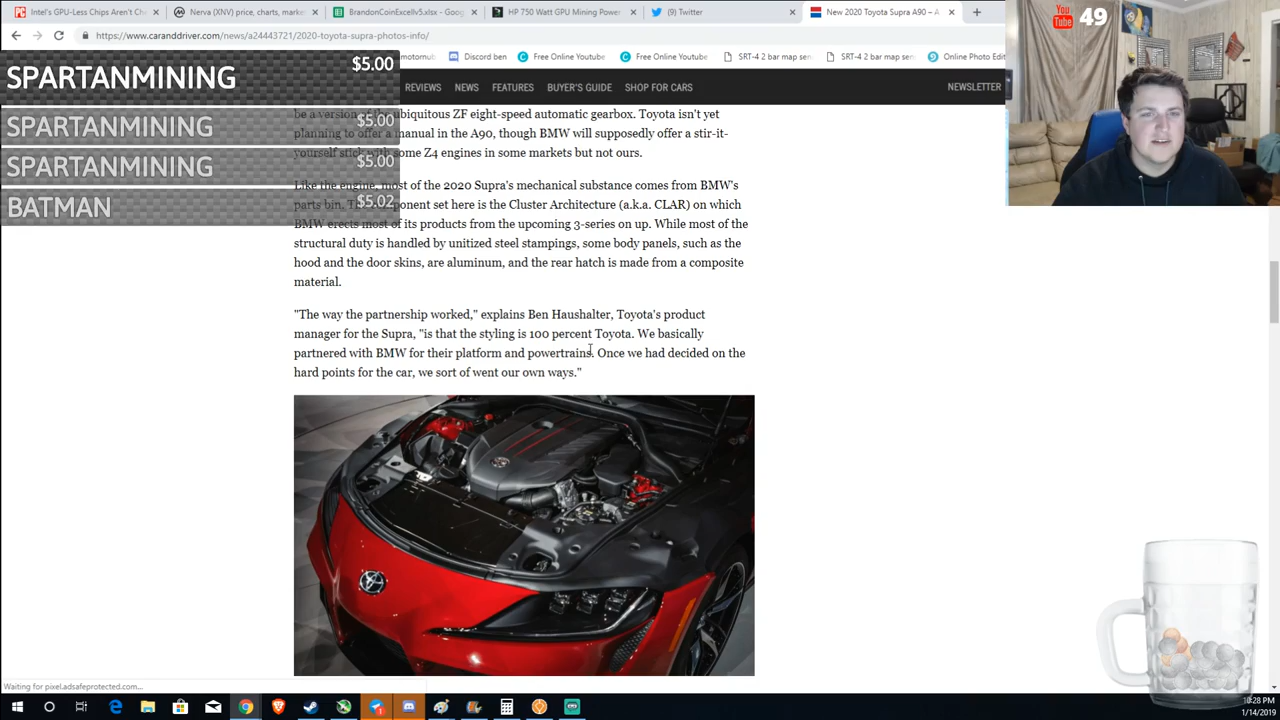 Intel's GPU-Less Chips Aren't Ch
Nerva (XNV) price, charts, marke
BrandonCoinExcellv5.xlsx - Goog
HP 750 Watt GPU Mining Power
(1) Twitter
New 2020 Toyota Supra A90 – A
https://www.caranddriver.com/news/a24443721/2020-toyota-supra-photos-info/
Discord ben
Free Online Youtube
Free Online Youtube
SRT-4 2 bar map sen
SRT-4 2 bar map sen
Online Photo Edit
REVIEWS
NEWS
FEATURES
BUYER'S GUIDE
SHOP FOR CARS
NEWSLETTER
YouTube 49
SPARTANMINING $5.00
SPARTANMINING $5.00
SPARTANMINING $5.00
BATMAN $5.02
be a version of the ubiquitous ZF eight-speed automatic gearbox. Toyota isn't yet
planning to offer a manual in the A90, though BMW will supposedly offer a stir-it-
yourself stick with some Z4 engines in some markets but not ours.
Like the engine, most of the 2020 Supra's mechanical substance comes from BMW's
parts bin. The component set here is the Cluster Architecture (a.k.a. CLAR) on which
BMW erects most of its products from the upcoming 3-series on up. While most of the
structural duty is handled by unitized steel stampings, some body panels, such as the
hood and the door skins, are aluminum, and the rear hatch is made from a composite
material.
"The way the partnership worked," explains Ben Haushalter, Toyota's product
manager for the Supra, "is that the styling is 100 percent Toyota. We basically
partnered with BMW for their platform and powertrains. Once we had decided on the
hard points for the car, we sort of went our own ways."
Waiting for pixel.adsafeprotected.com...
10:28 PM
1/14/2019